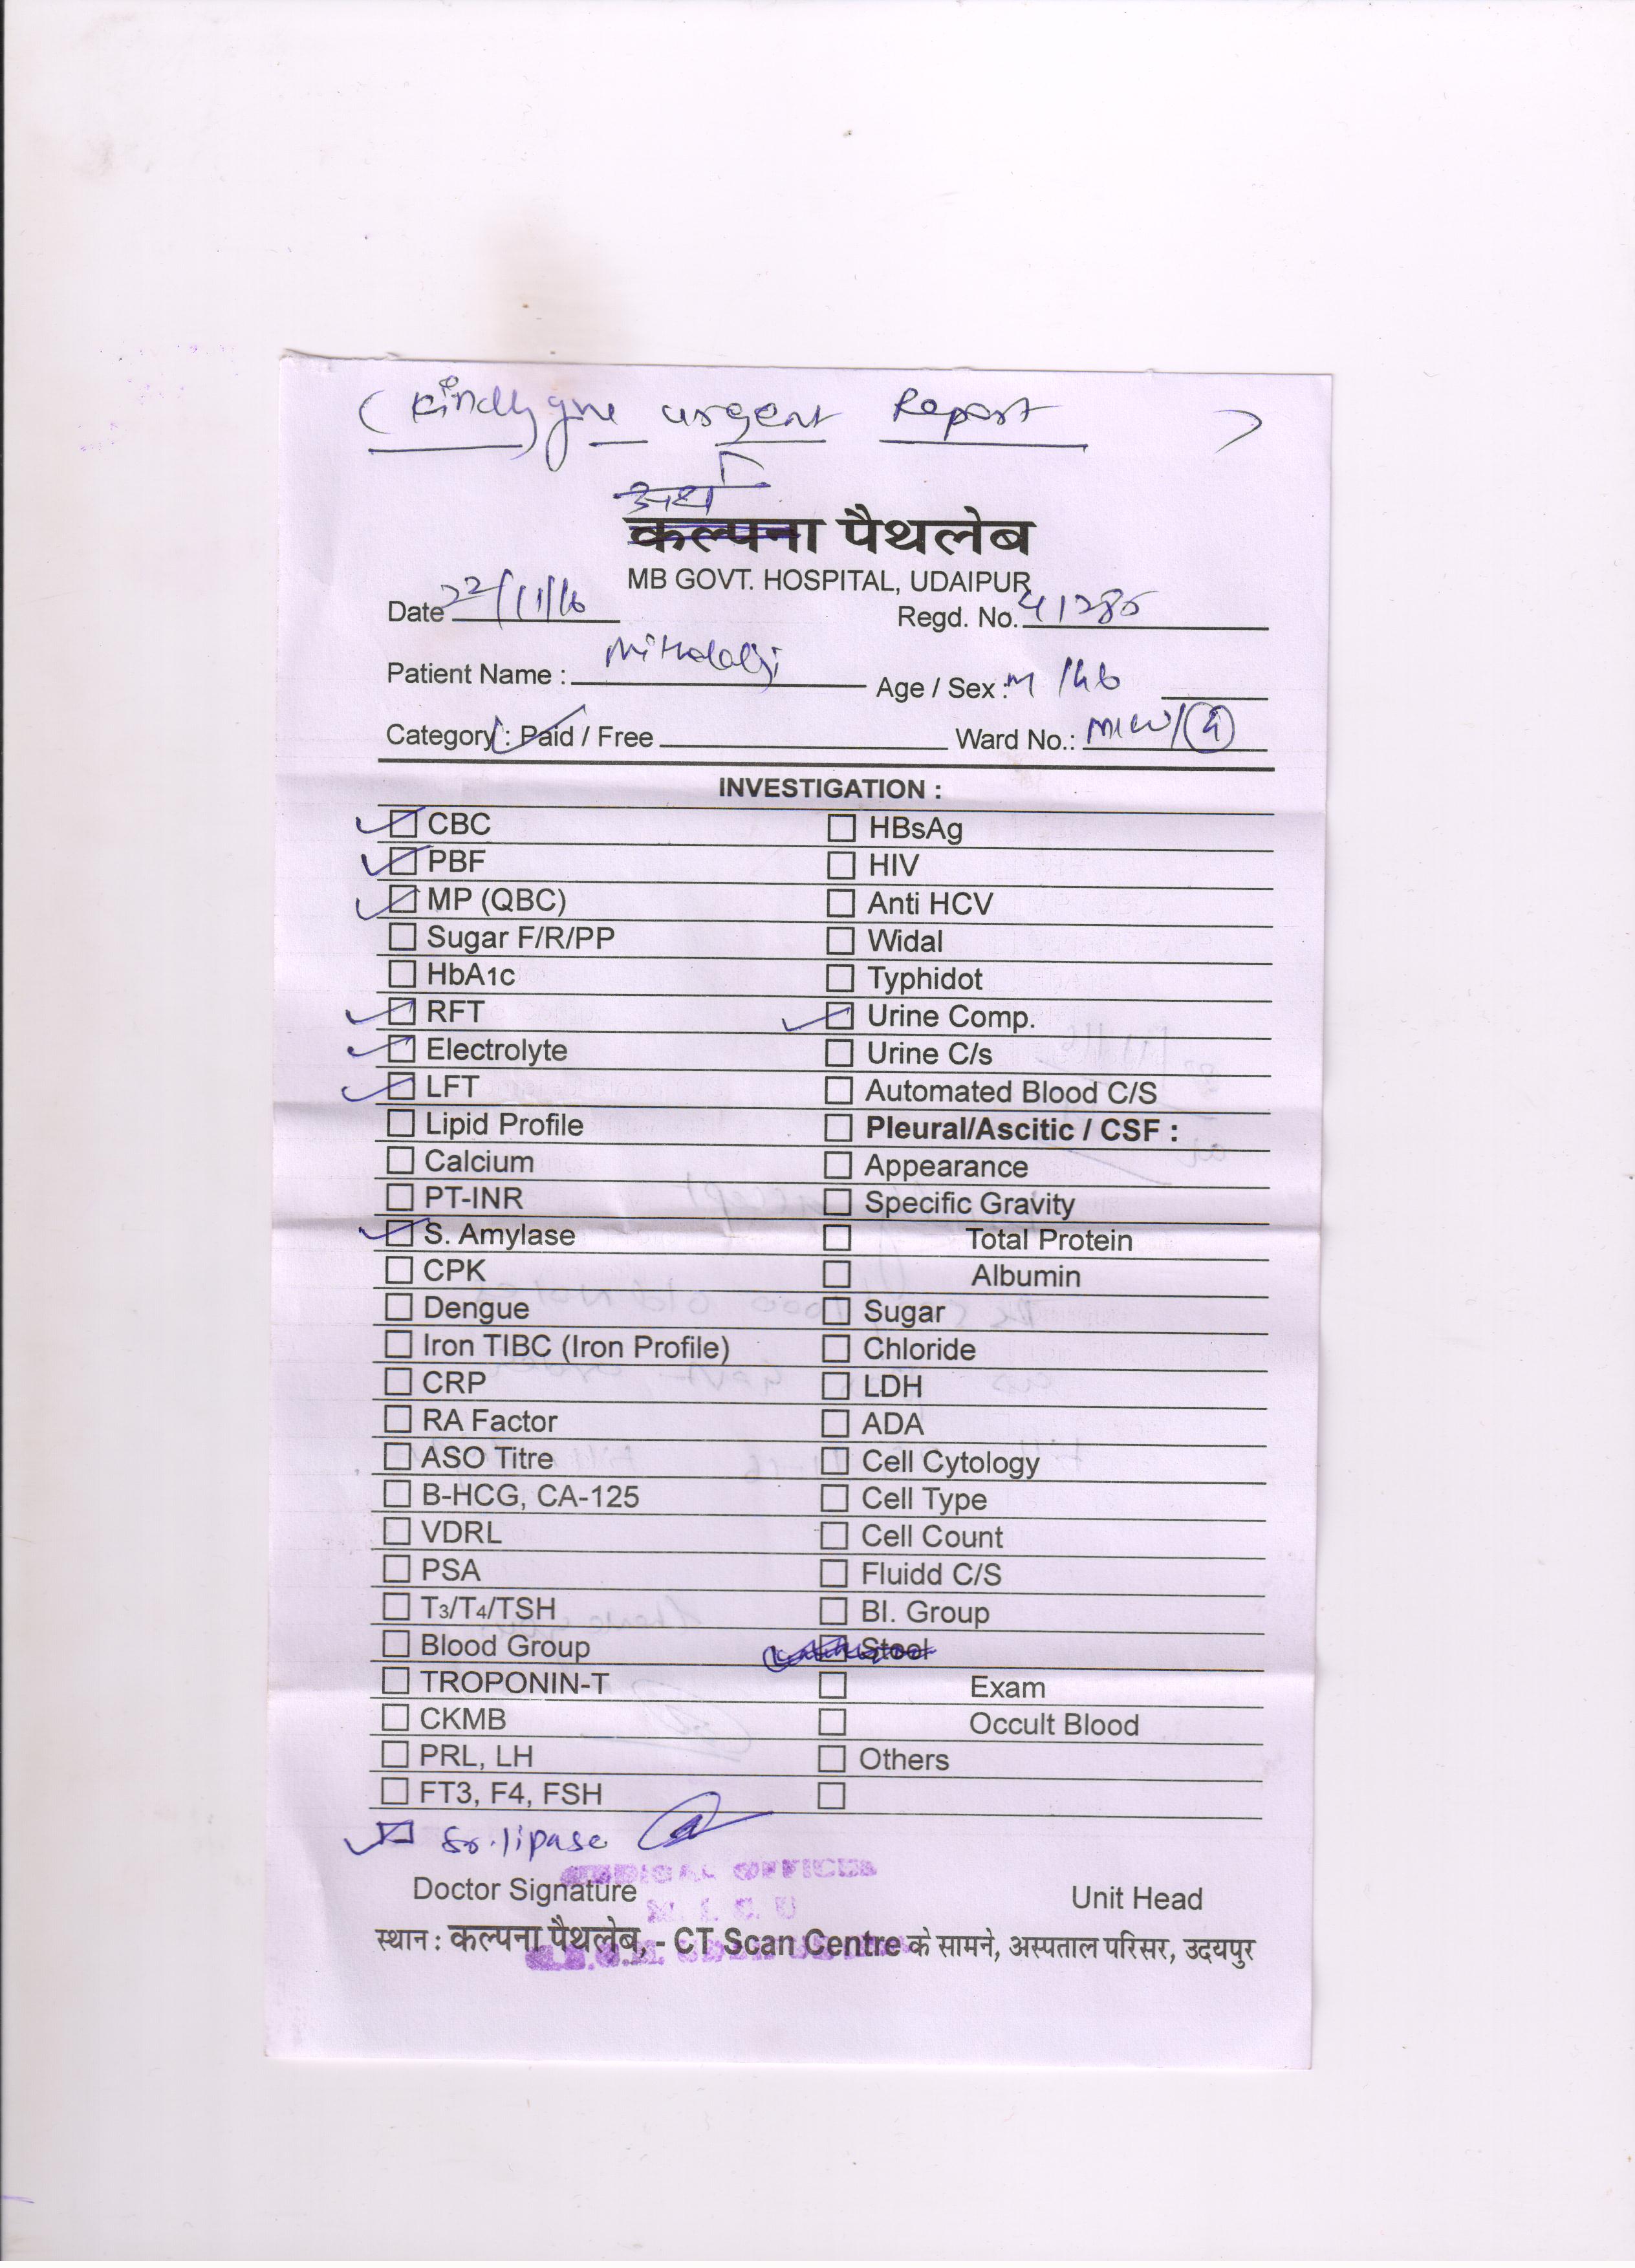 ( Kindly give urgent Report )
अर्थ
कल्पना पैथलेब
MB GOVT. HOSPITAL, UDAIPUR
Date 22/11/16 Regd. No. 41285
Patient Name : Age / Sex : M /46
Category : Paid / Free Ward No.: MICU/4
INVESTIGATION :
CBC HBsAg
PBF HIV
MP (QBC) Anti HCV
Sugar F/R/PP Widal
HbA1c Typhidot
RFT Urine Comp.
Electrolyte Urine C/s
LFT Automated Blood C/S
Lipid Profile Pleural/Ascitic / CSF :
Calcium Appearance
PT-INR Specific Gravity
S. Amylase Total Protein
CPK Albumin
Dengue Sugar
Iron TIBC (Iron Profile) Chloride
CRP LDH
RA Factor ADA
ASO Titre Cell Cytology
B-HCG, CA-125 Cell Type
VDRL Cell Count
PSA Fluidd C/S
T3/T4/TSH Bl. Group
Blood Group Stool
TROPONIN-T Exam
CKMB Occult Blood
PRL, LH Others
FT3, F4, FSH
Sr. lipase
MEDICAL OFFICER
Doctor Signature Unit Head
M. I. C. U
स्थान : कल्पना पैथलेब, - CT Scan Centre के सामने, अस्पताल परिसर, उदयपुर